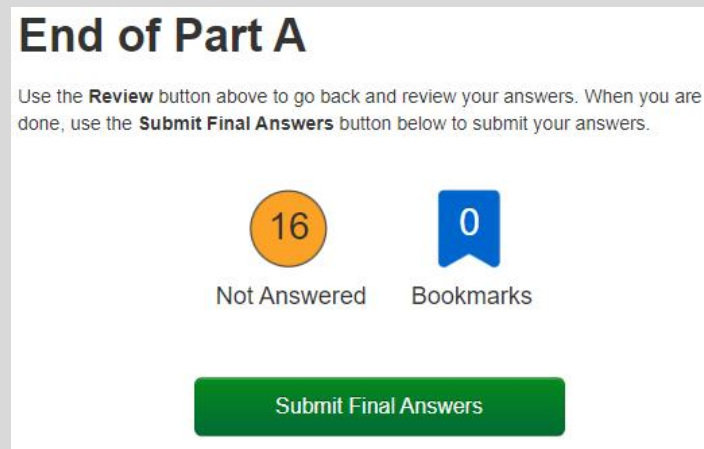 End of Part A
Use the Review button above to go back and review your answers. When you are
done, use the Submit Final Answers button below to submit your answers.
16
0
Not Answered
Bookmarks
Submit Final Answers